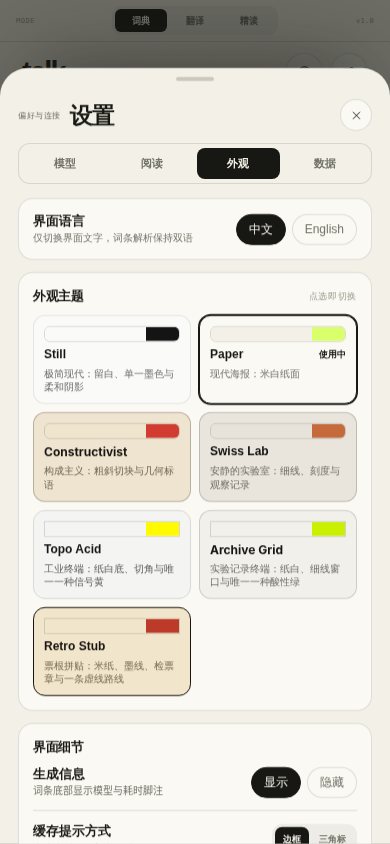 MODE
词典
翻译
精读
v1.0
偏好与连接
设置
模型
阅读
外观
数据
界面语言
仅切换界面文字，词条解析保持双语
中文
English
外观主题
点选即切换
Still
极简现代：留白、单一墨色与
柔和阴影
Paper
使用中
现代海报：米白纸面
Constructivist
构成主义：粗斜切块与几何标
语
Swiss Lab
安静的实验室：细线、刻度与
观察记录
Topo Acid
工业终端：纸白底、切角与唯
一一种信号黄
Archive Grid
实验记录终端：纸白、细线窗
口与唯一一种酸性绿
Retro Stub
票根拼贴：米纸、墨线、检票
章与一条虚线路线
界面细节
生成信息
词条底部显示模型与耗时脚注
显示
隐藏
缓存提示方式
边框
三角标